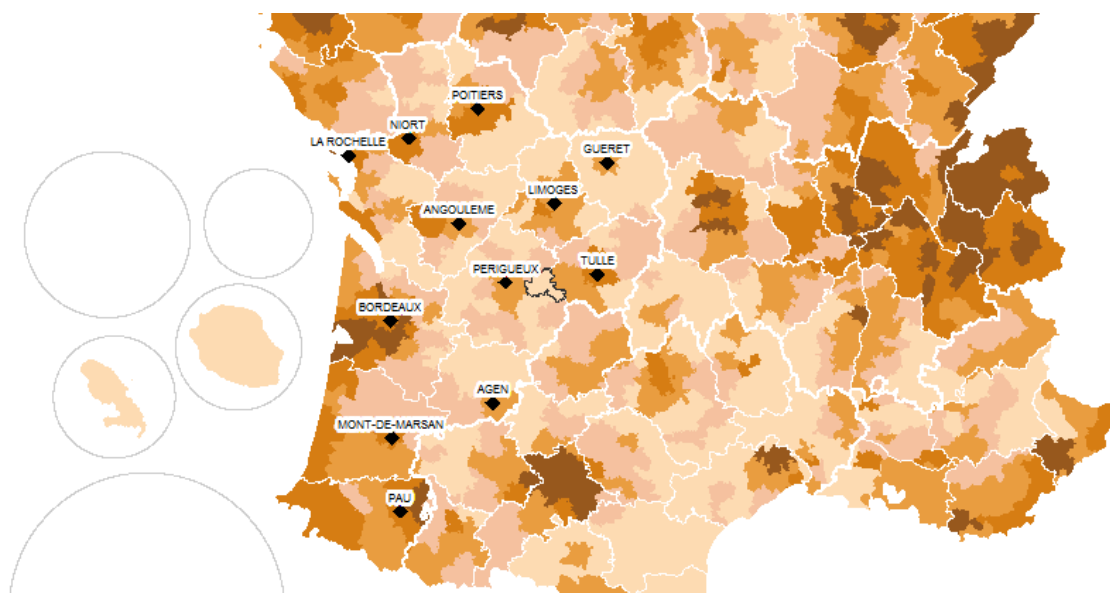 POITIERS
NIORT
LA ROCHELLE
GUERET
LIMOGES
ANGOULEME
TULLE
PERIGUEUX
BORDEAUX
AGEN
MONT-DE-MARSAN
PAU